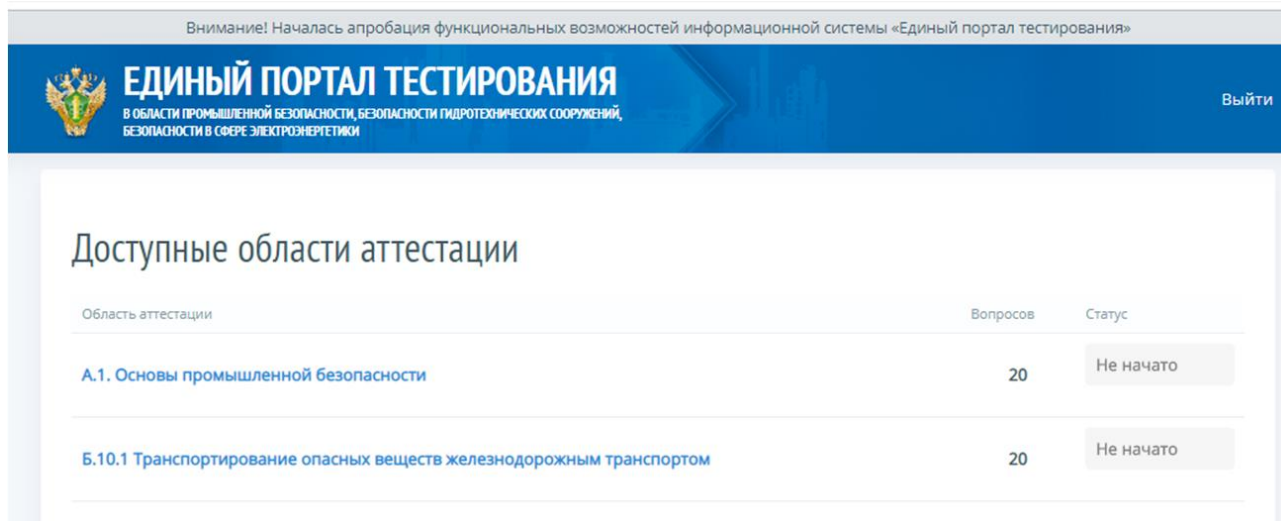 Внимание! Началась апробация функциональных возможностей информационной системы «Единый портал тестирования»
ЕДИНЫЙ ПОРТАЛ ТЕСТИРОВАНИЯ
В ОБЛАСТИ ПРОМЫШЛЕННОЙ БЕЗОПАСНОСТИ, БЕЗОПАСНОСТИ ГИДРОТЕХНИЧЕСКИХ СООРУЖЕНИЙ,
БЕЗОПАСНОСТИ В СФЕРЕ ЭЛЕКТРОЭНЕРГЕТИКИ
Выйти
Доступные области аттестации
Область аттестации Вопросов Статус
А.1. Основы промышленной безопасности 20 Не начато
Б.10.1 Транспортирование опасных веществ железнодорожным транспортом 20 Не начато